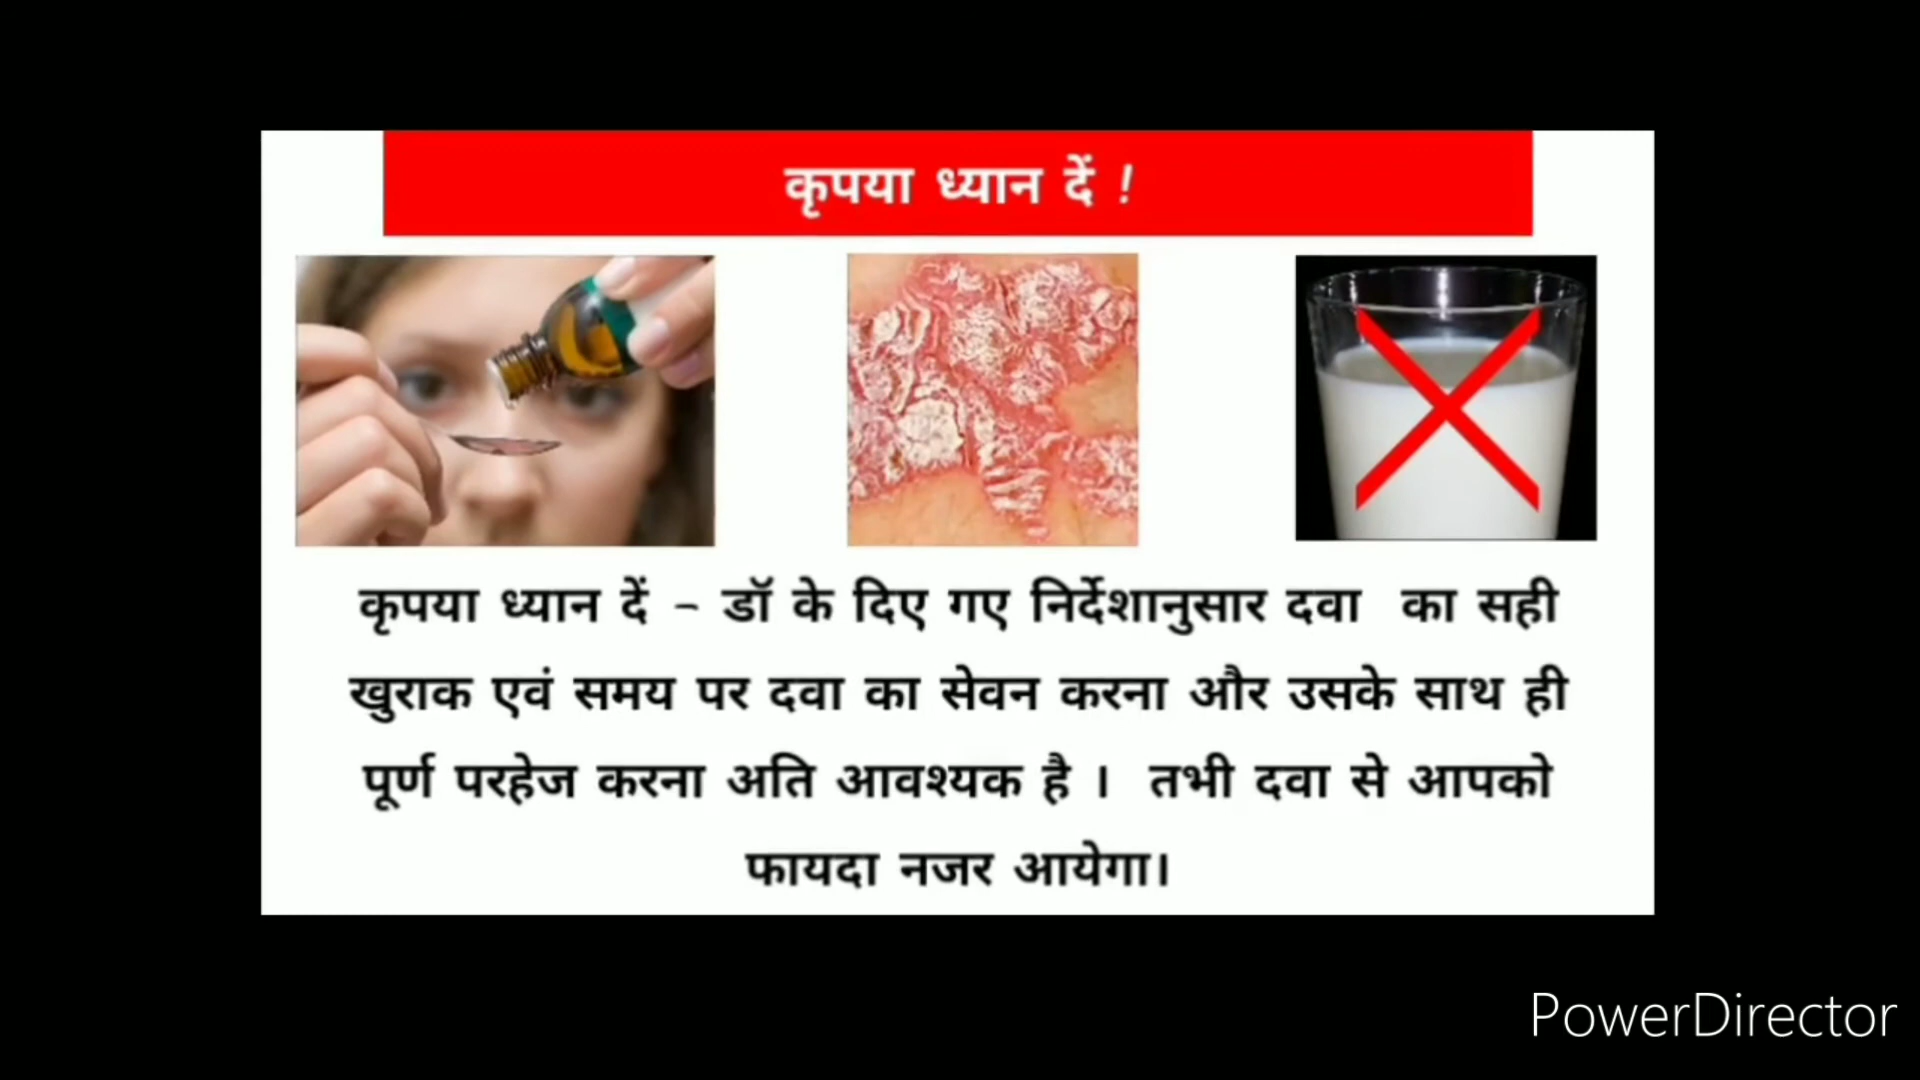 कृपया ध्यान दें !
कृपया ध्यान दें - डॉ के दिए गए निर्देशानुसार दवा का सही
खुराक एवं समय पर दवा का सेवन करना और उसके साथ ही
पूर्ण परहेज करना अति आवश्यक है । तभी दवा से आपको
फायदा नजर आयेगा।
PowerDirector